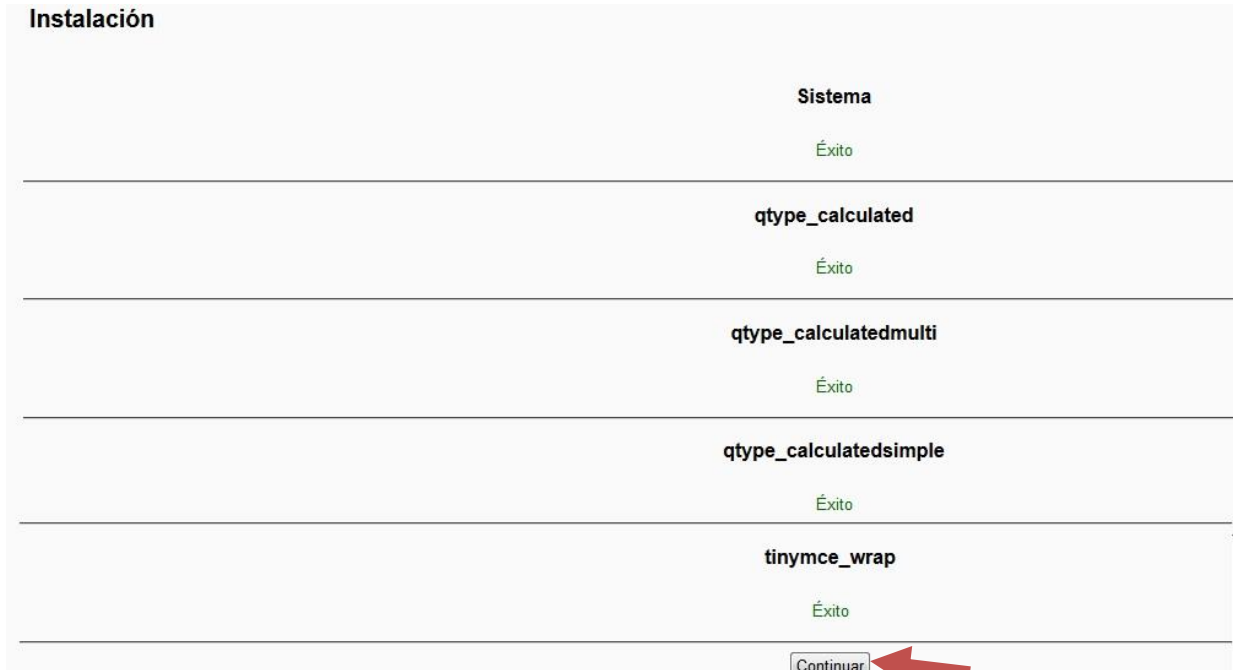 Instalación
Sistema
Éxito
qtype_calculated
Éxito
qtype_calculatedmulti
Éxito
qtype_calculatedsimple
Éxito
tinymce_wrap
Éxito
Continuar